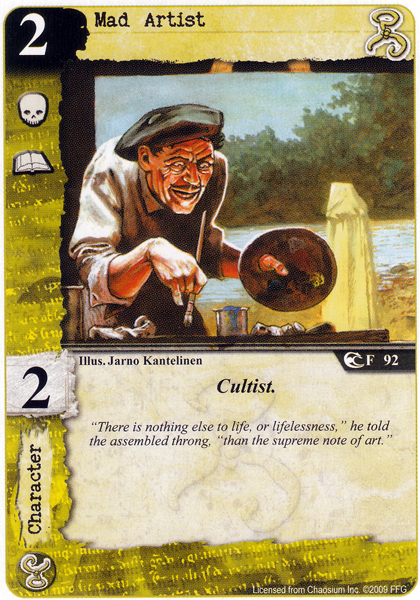 2 Mad Artist
Illus. Jarno Kantelinen
F 92
2
Cultist.
“There is nothing else to life, or lifelessness,” he told
the assembled throng, “than the supreme note of art.”
Character
Licensed from Chaosium Inc. ©2009 FFG